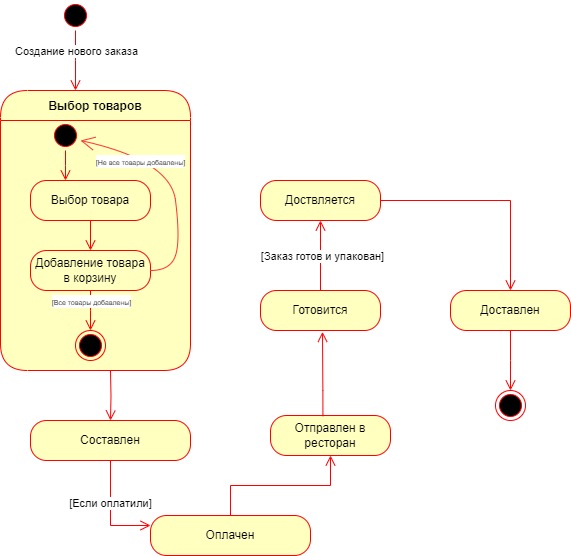 Создание нового заказа
Выбор товаров
[Не все товары добавлены]
Выбор товара
Добавление товара
в корзину
[Все товары добавлены]
Составлен
[Если оплатили]
Оплачен
Отправлен в
ресторан
Готовится
[Заказ готов и упакован]
Доствляется
Доставлен